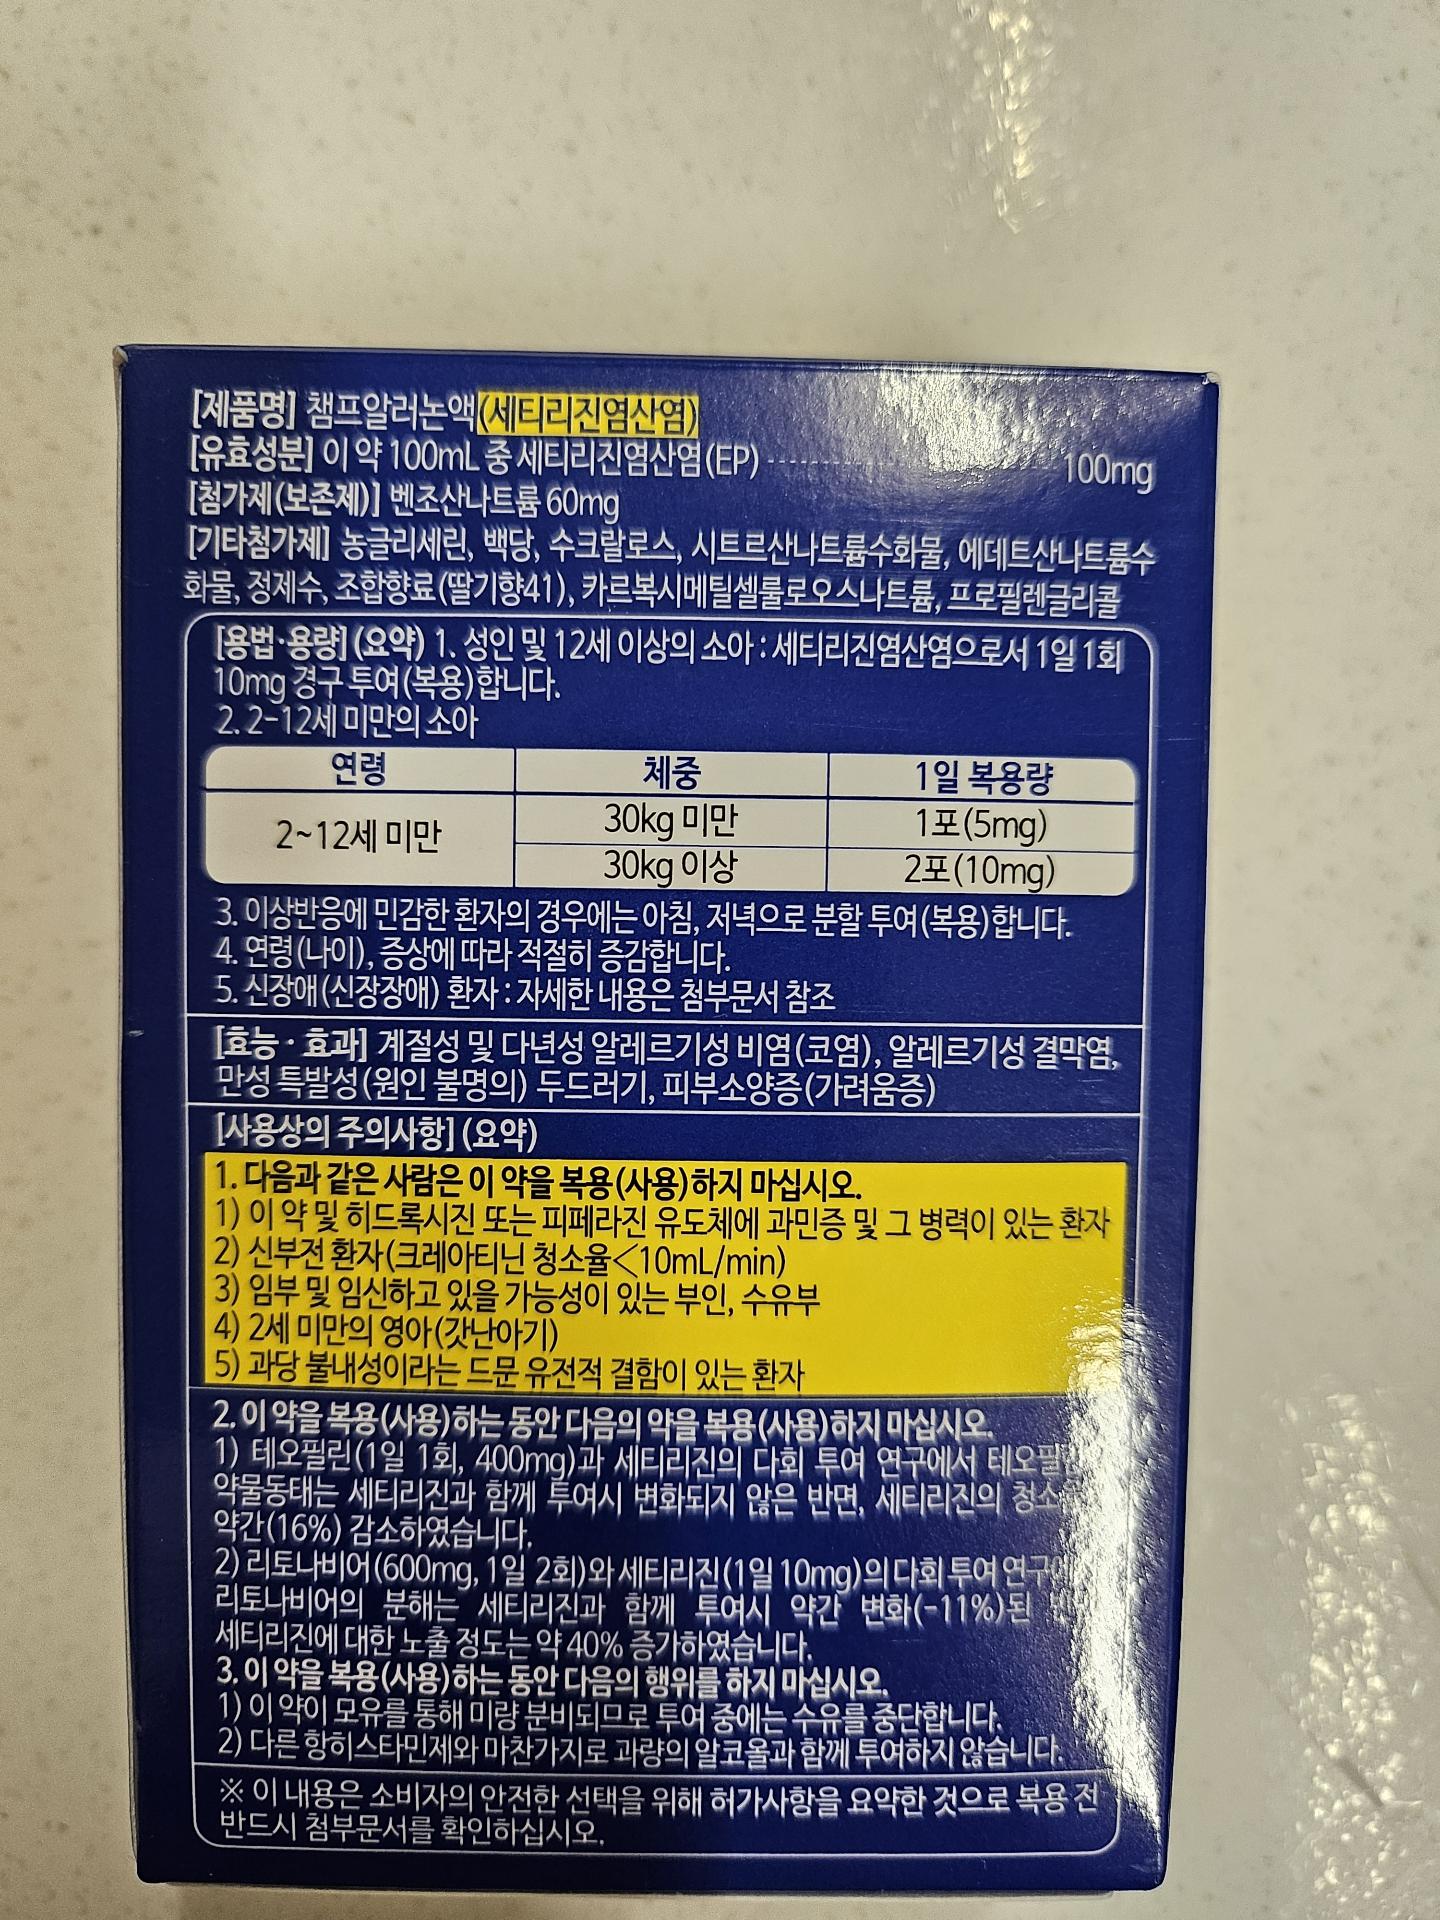 [제품명] 챔프알러논액(세티리진염산염)
[유효성분] 이 약 100mL 중 세티리진염산염(EP) ···················· 100mg
[첨가제(보존제)] 벤조산나트륨 60mg
[기타첨가제] 농글리세린, 백당, 수크랄로스, 시트르산나트륨수화물, 에데트산나트륨수
화물, 정제수, 조합향료(딸기향41), 카르복시메틸셀룰로오스나트륨, 프로필렌글리콜
[용법·용량] (요약) 1. 성인 및 12세 이상의 소아 : 세티리진염산염으로서 1일 1회
10mg 경구 투여(복용)합니다.
2. 2-12세 미만의 소아
연령 체중 1일 복용량
2~12세 미만 30kg 미만 1포(5mg)
30kg 이상 2포(10mg)
3. 이상반응에 민감한 환자의 경우에는 아침, 저녁으로 분할 투여(복용)합니다.
4. 연령(나이), 증상에 따라 적절히 증감합니다.
5. 신장애(신장장애) 환자 : 자세한 내용은 첨부문서 참조
[효능 · 효과] 계절성 및 다년성 알레르기성 비염(코염), 알레르기성 결막염,
만성 특발성(원인 불명의) 두드러기, 피부소양증(가려움증)
[사용상의 주의사항] (요약)
1. 다음과 같은 사람은 이 약을 복용(사용)하지 마십시오.
1) 이 약 및 히드록시진 또는 피페라진 유도체에 과민증 및 그 병력이 있는 환자
2) 신부전 환자(크레아티닌 청소율<10mL/min)
3) 임부 및 임신하고 있을 가능성이 있는 부인, 수유부
4) 2세 미만의 영아(갓난아기)
5) 과당 불내성이라는 드문 유전적 결함이 있는 환자
2. 이 약을 복용(사용)하는 동안 다음의 약을 복용(사용)하지 마십시오.
1) 테오필린(1일 1회, 400mg)과 세티리진의 다회 투여 연구에서
약물동태는 세티리진과 함께 투여시 변화되지 않은 반면, 세티리진의
약간(16%) 감소하였습니다.
2) 리토나비어(600mg, 1일 2회)와 세티리진(1일 10mg)의 다회 투여
리토나비어의 분해는 세티리진과 함께 투여시 약간 변화(-11%)된
세티리진에 대한 노출 정도는 약 40% 증가하였습니다.
3. 이 약을 복용(사용)하는 동안 다음의 행위를 하지 마십시오.
1) 이 약이 모유를 통해 미량 분비되므로 투여 중에는 수유를 중단합니다.
2) 다른 항히스타민제와 마찬가지로 과량의 알코올과 함께 투여하지 않습니다.
※ 이 내용은 소비자의 안전한 선택을 위해 허가사항을 요약한 것으로 복용 전
반드시 첨부문서를 확인하십시오.